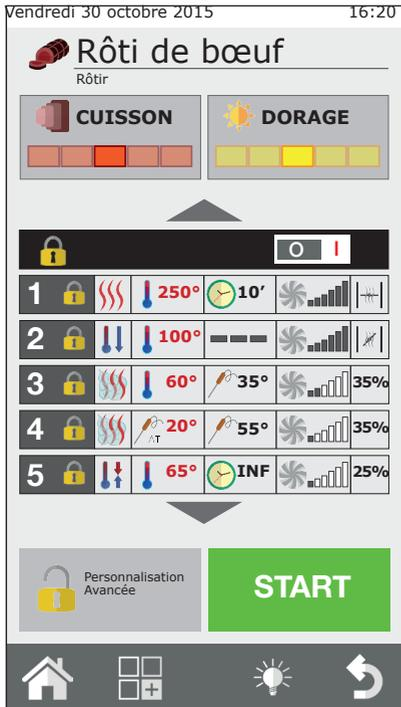 Vendredi 30 octobre 2015 16:20
Rôti de bœuf
Rôtir
CUISSON DORAGE
O I
1 250° 10’
2 100°
3 60° 35° 35%
4 ΔT 20° 55° 35%
5 65° INF 25%
Personnalisation
Avancée
START